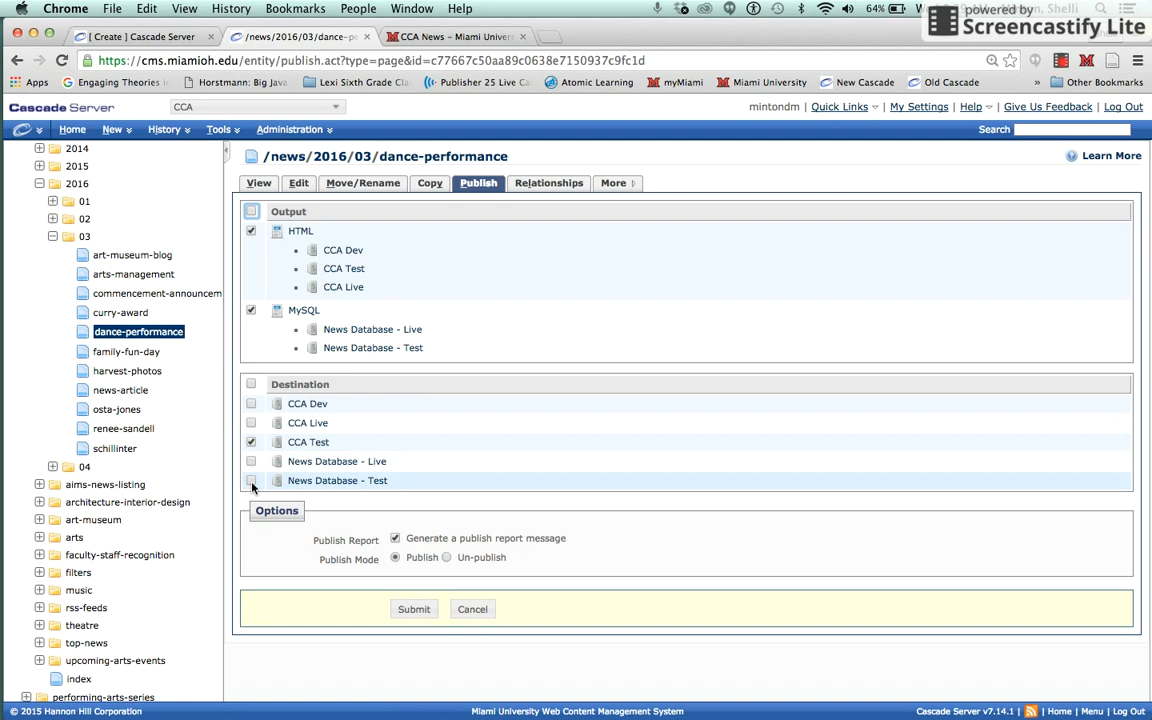 Chrome File Edit View History Bookmarks People Window Help 64% Shelli
powered by
Screencastify Lite
[ Create ] Cascade Server /news/2016/03/dance-p CCA News – Miami Univers
https://cms.miamioh.edu/entity/publish.act?type=page&id=c77667c50aa89c0638e7150937c9fc1d
Apps Engaging Theories i Horstmann: Big Java Lexi Sixth Grade Cla Publisher 25 Live Ca Atomic Learning myMiami Miami University New Cascade Old Cascade » Other Bookmarks
Cascade Server CCA mintondm | Quick Links | My Settings | Help | Give Us Feedback | Log Out
Home New History Tools Administration Search
2014
2015
2016
01
02
03
art-museum-blog
arts-management
commencement-announcem
curry-award
dance-performance
family-fun-day
harvest-photos
news-article
osta-jones
renee-sandell
schillinter
04
aims-news-listing
architecture-interior-design
art-museum
arts
faculty-staff-recognition
filters
music
rss-feeds
theatre
top-news
upcoming-arts-events
index
performing-arts-series
/news/2016/03/dance-performance Learn More
View Edit Move/Rename Copy Publish Relationships More
Output
HTML
CCA Dev
CCA Test
CCA Live
MySQL
News Database - Live
News Database - Test
Destination
CCA Dev
CCA Live
CCA Test
News Database - Live
News Database - Test
Options
Publish Report Generate a publish report message
Publish Mode Publish Un-publish
Submit Cancel
© 2015 Hannon Hill Corporation Miami University Web Content Management System Cascade Server v7.14.1 | Home | Menu | Log Out